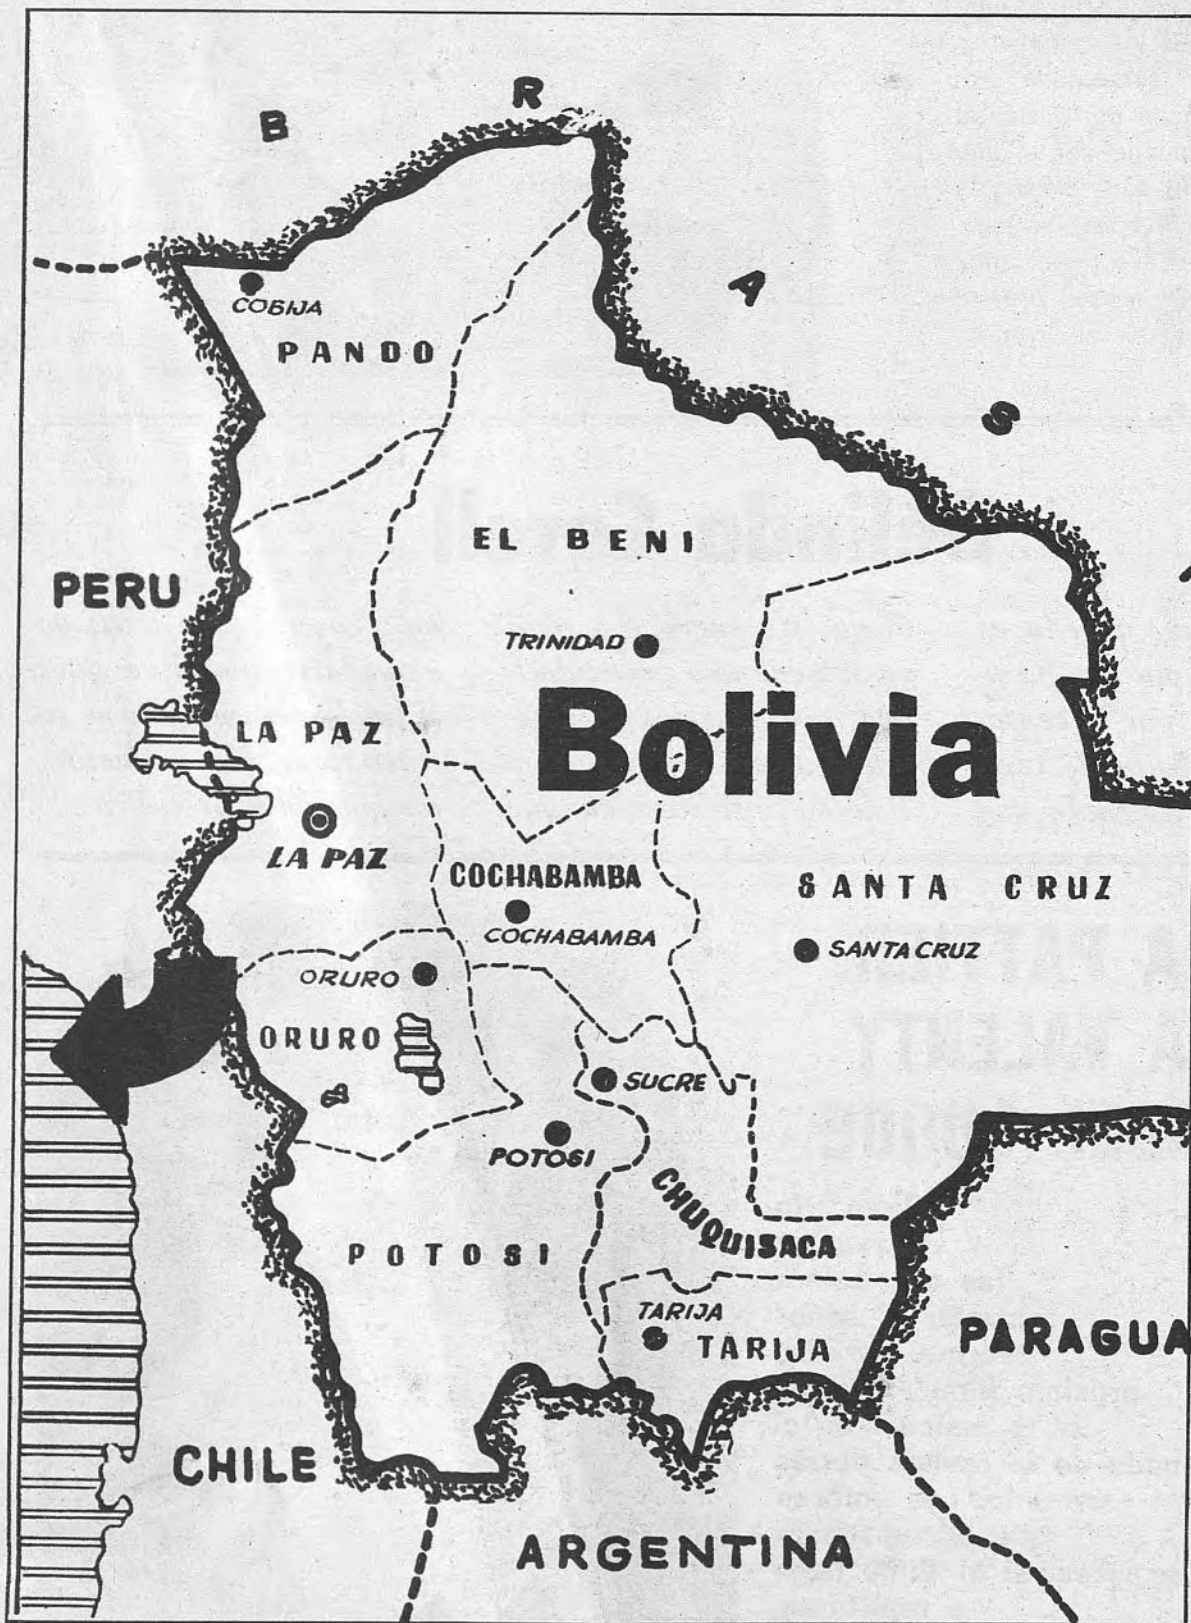 B R A S
COBIJA
PANDO
EL BENI
PERU
TRINIDAD
Bolivia
LA PAZ
LA PAZ
COCHABAMBA
COCHABAMBA
SANTA CRUZ
SANTA CRUZ
ORURO
ORURO
SUCRE
POTOSI
CHUQUISACA
POTOSI
TARIJA
TARIJA
PARAGUA
CHILE
ARGENTINA